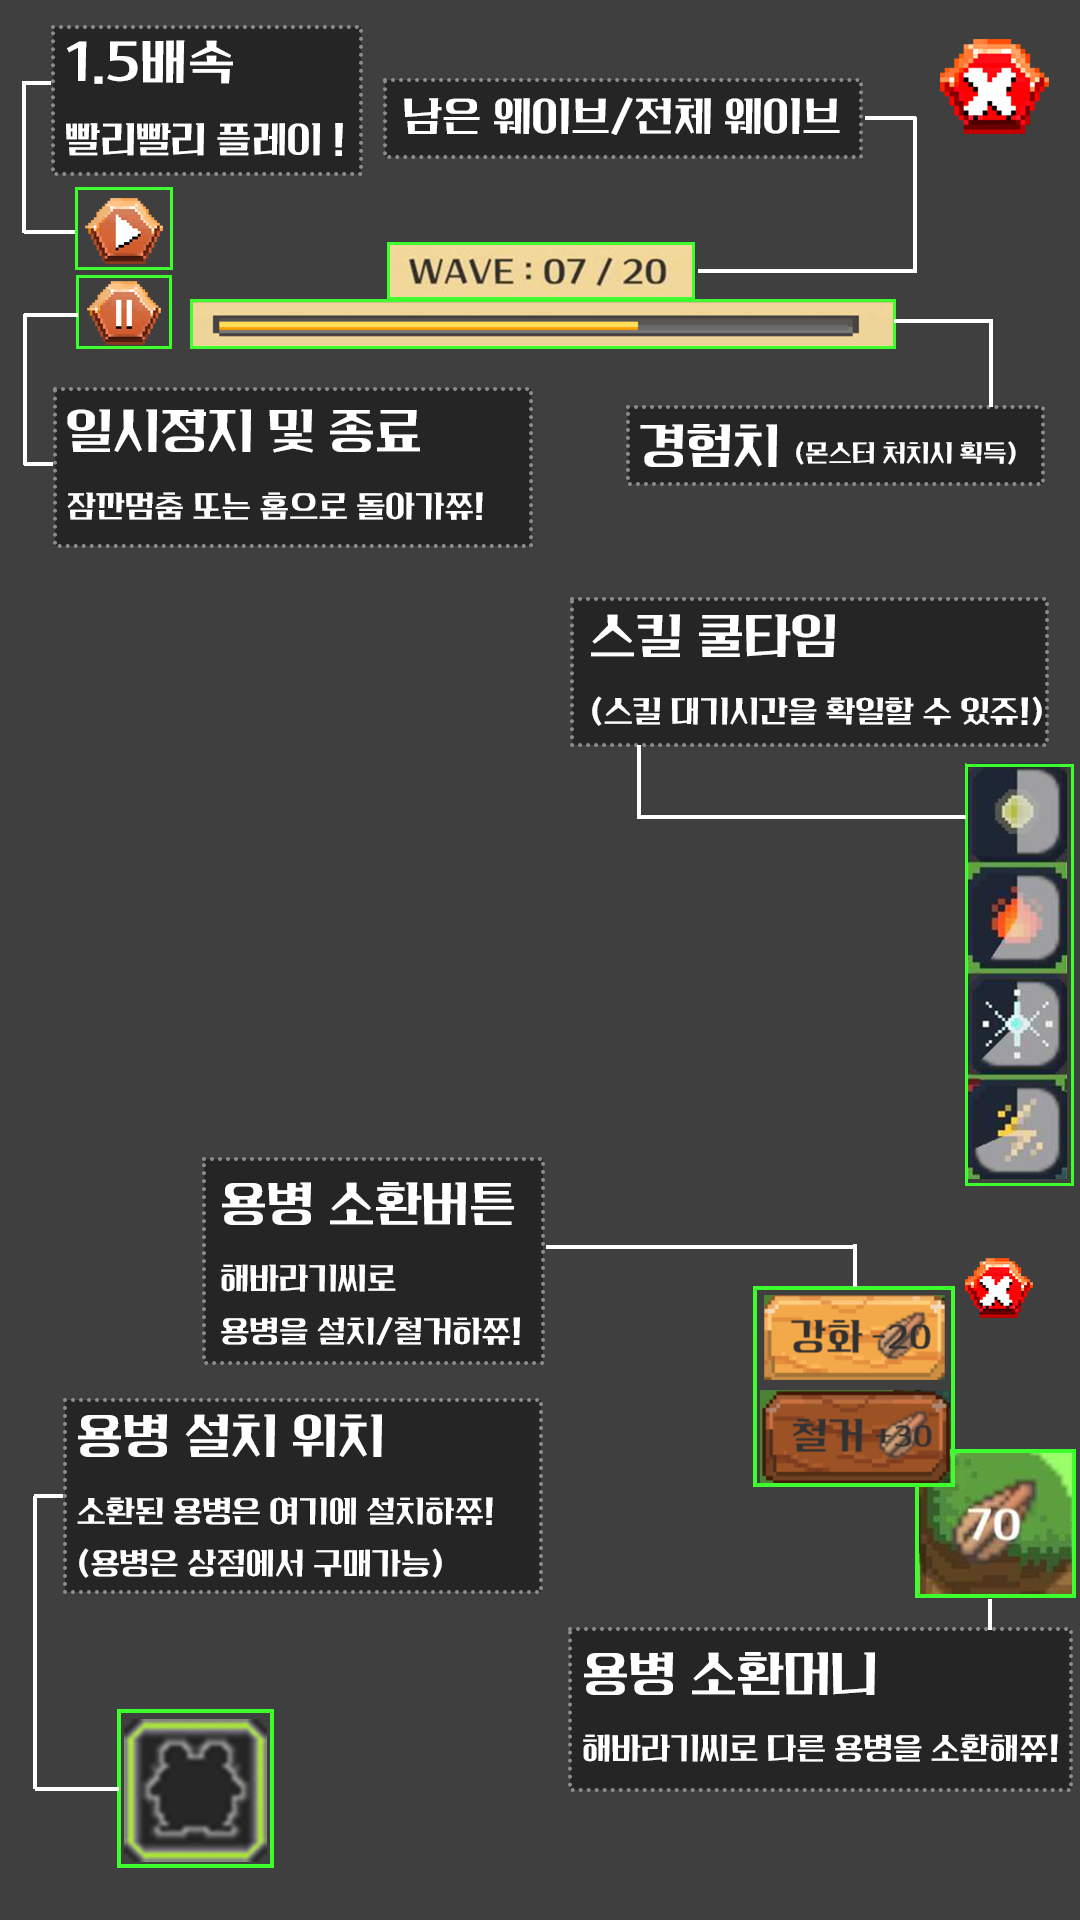 1.5배속
빨리빨리 플레이 !
남은 웨이브/전체 웨이브
WAVE : 07 / 20
일시정지 및 종료
잠깐멈춤 또는 홈으로 돌아가쮸!
경험치 (몬스터 처치시 획득)
스킬 쿨타임
(스킬 대기시간을 확일할 수 있쥬!)
용병 소환버튼
해바라기씨로
용병을 설치/철거하쮸!
강화 -20
철거 +30
70
용병 설치 위치
소환된 용병은 여기에 설치하쮸!
(용병은 상점에서 구매가능)
용병 소환머니
해바라기씨로 다른 용병을 소환해쮸!